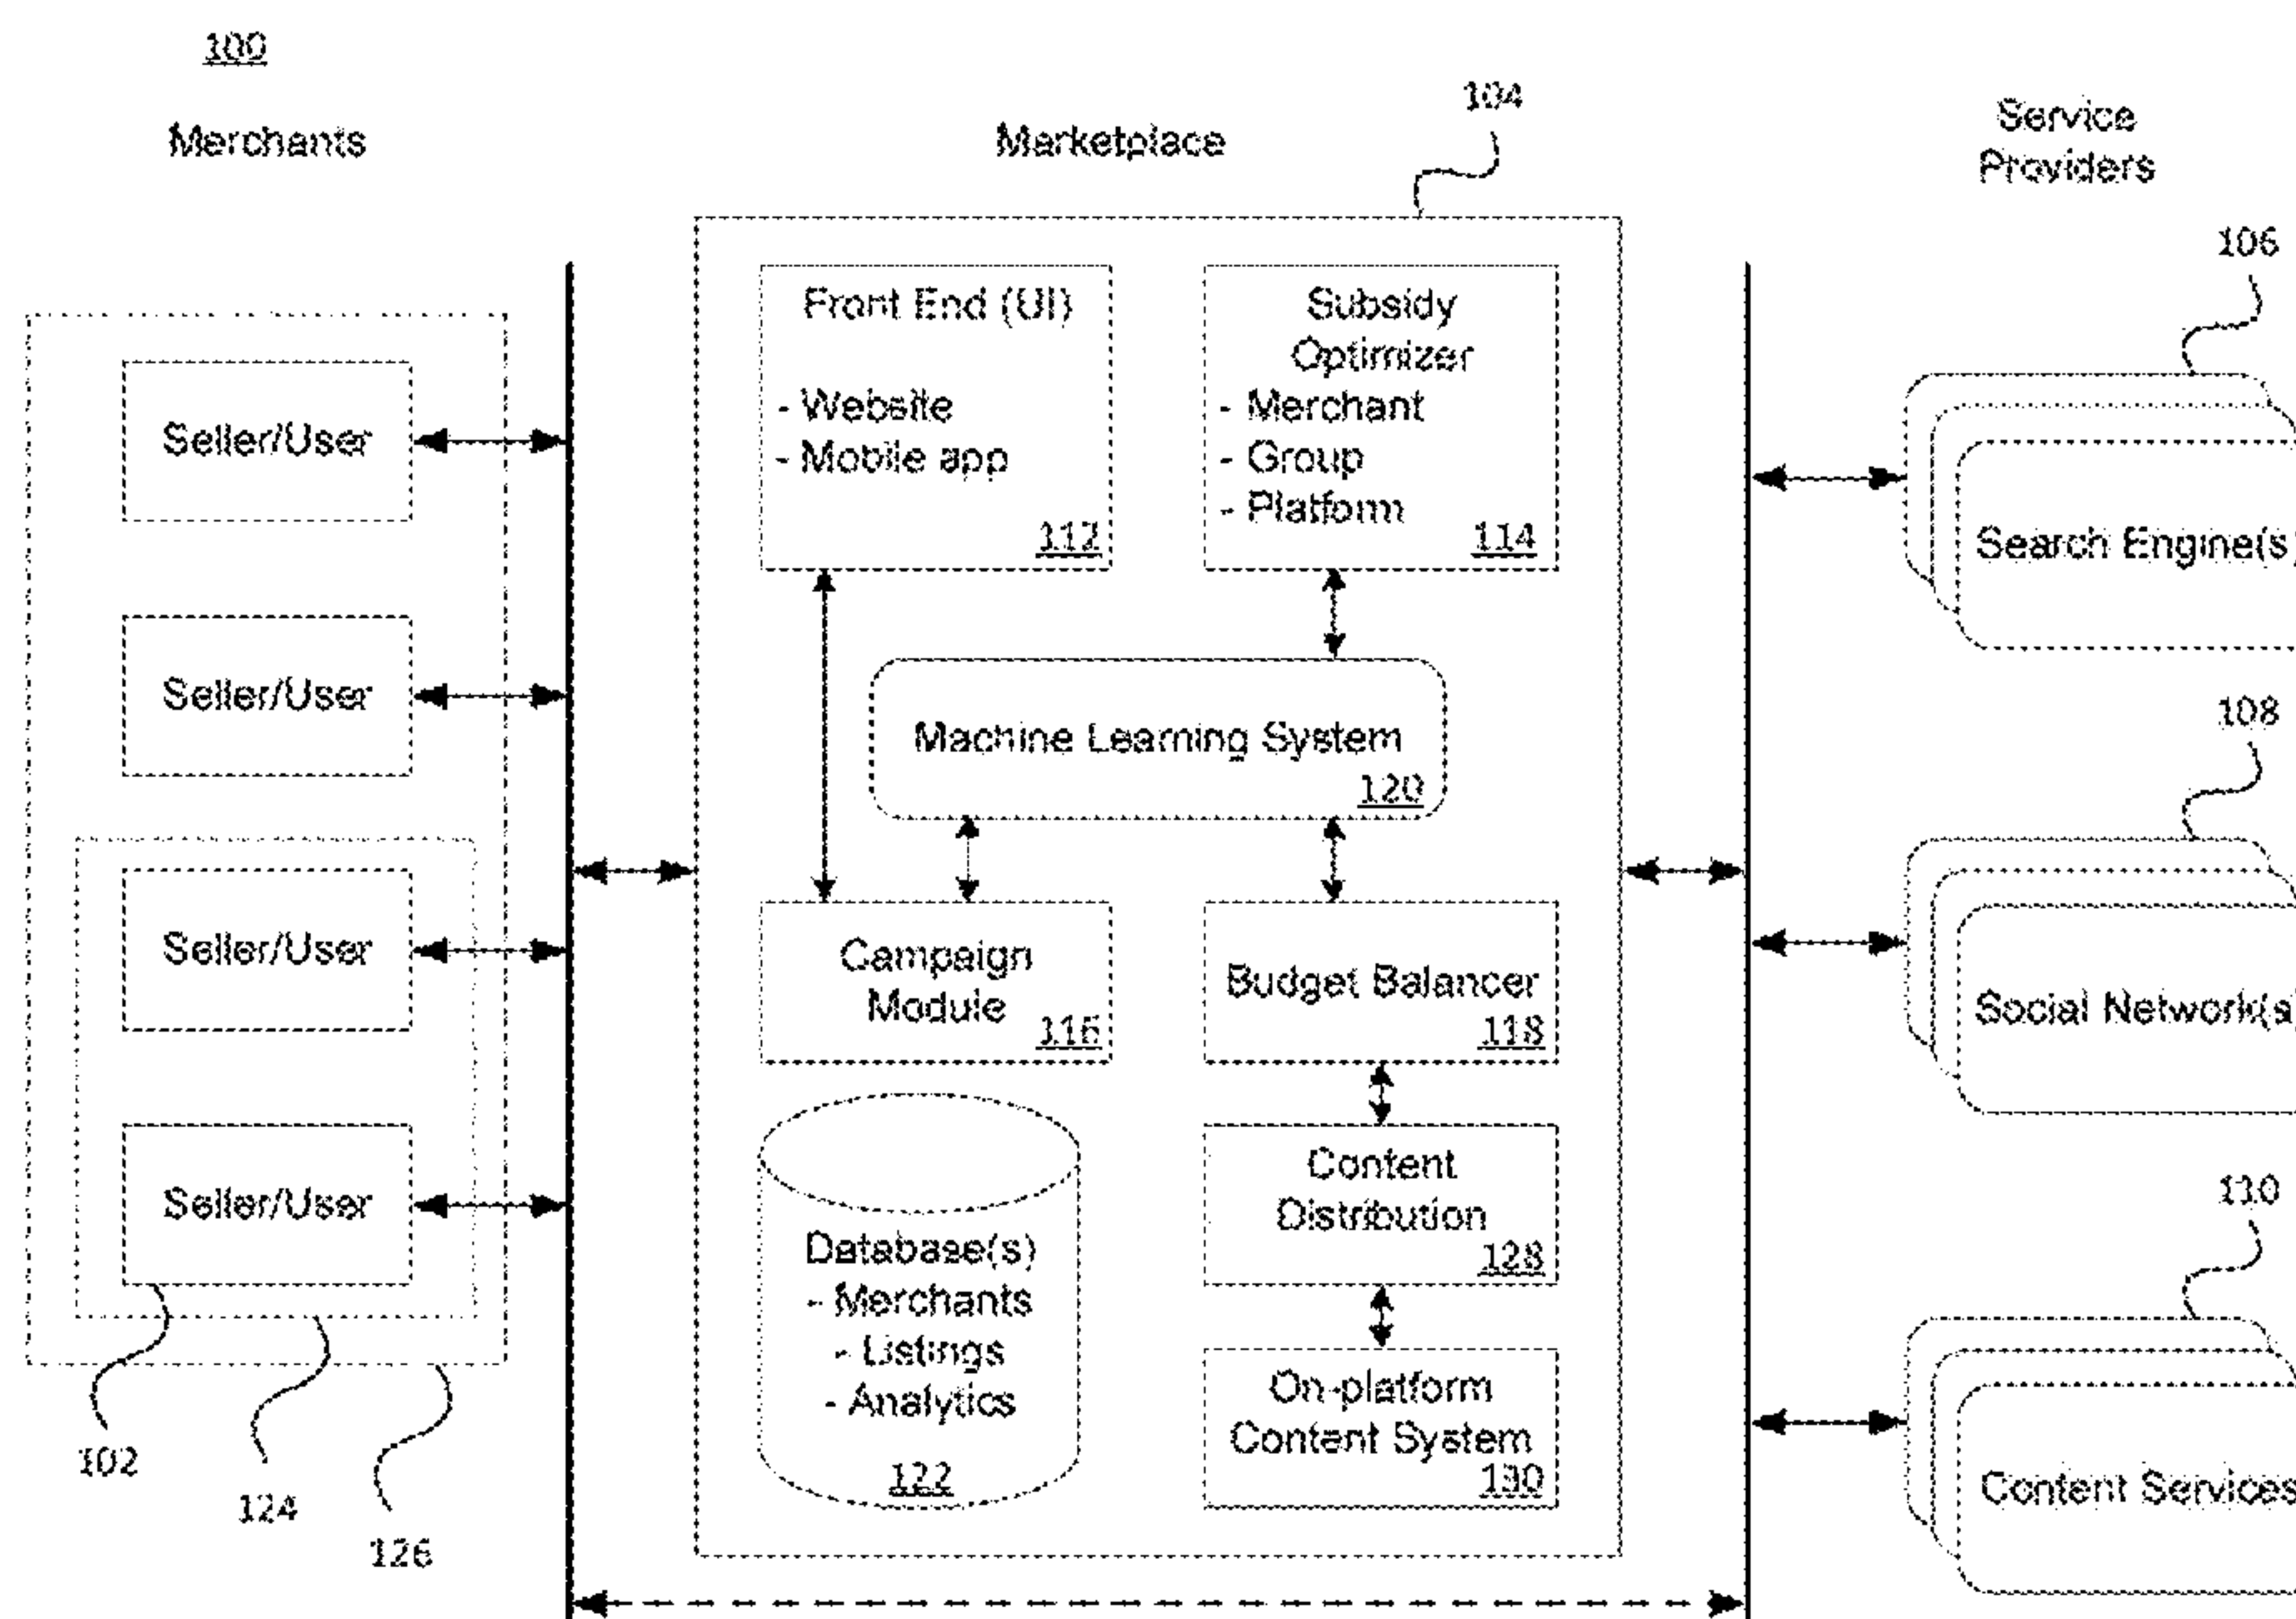 100
Merchants
Marketplace
104
Service
Providers
106
Seller/User
Seller/User
Seller/User
Seller/User
102
124
126
Front End (UI)
- Website
- Mobile app
112
Subsidy
Optimizer
- Merchant
- Group
- Platform
114
Machine Learning System
120
Campaign
Module
116
Budget Balancer
118
Database(s)
- Merchants
- Listings
- Analytics
122
Content
Distribution
128
On-platform
Content System
130
Search Engine(s)
108
Social Network(s
110
Content Services